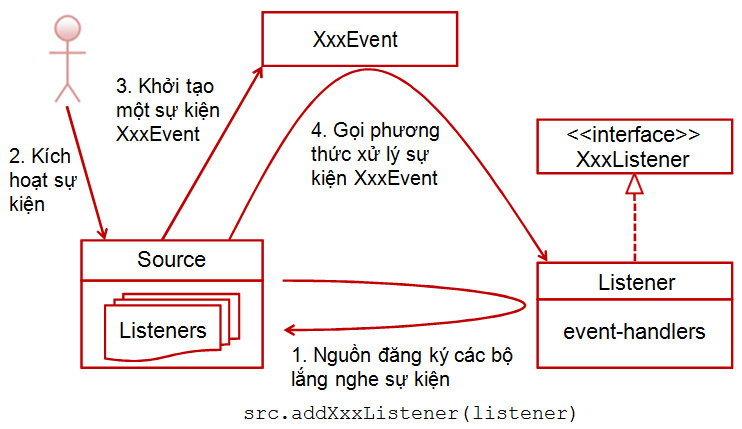 XxxEvent
3. Khởi tạo
một sự kiện
XxxEvent
4. Gọi phương
thức xử lý sự
kiện XxxEvent
<<interface>>
XxxListener
2. Kích
hoạt sự
kiện
Source
Listeners
Listener
event-handlers
1. Nguồn đăng ký các bộ
lắng nghe sự kiện
src.addXxxListener(listener)